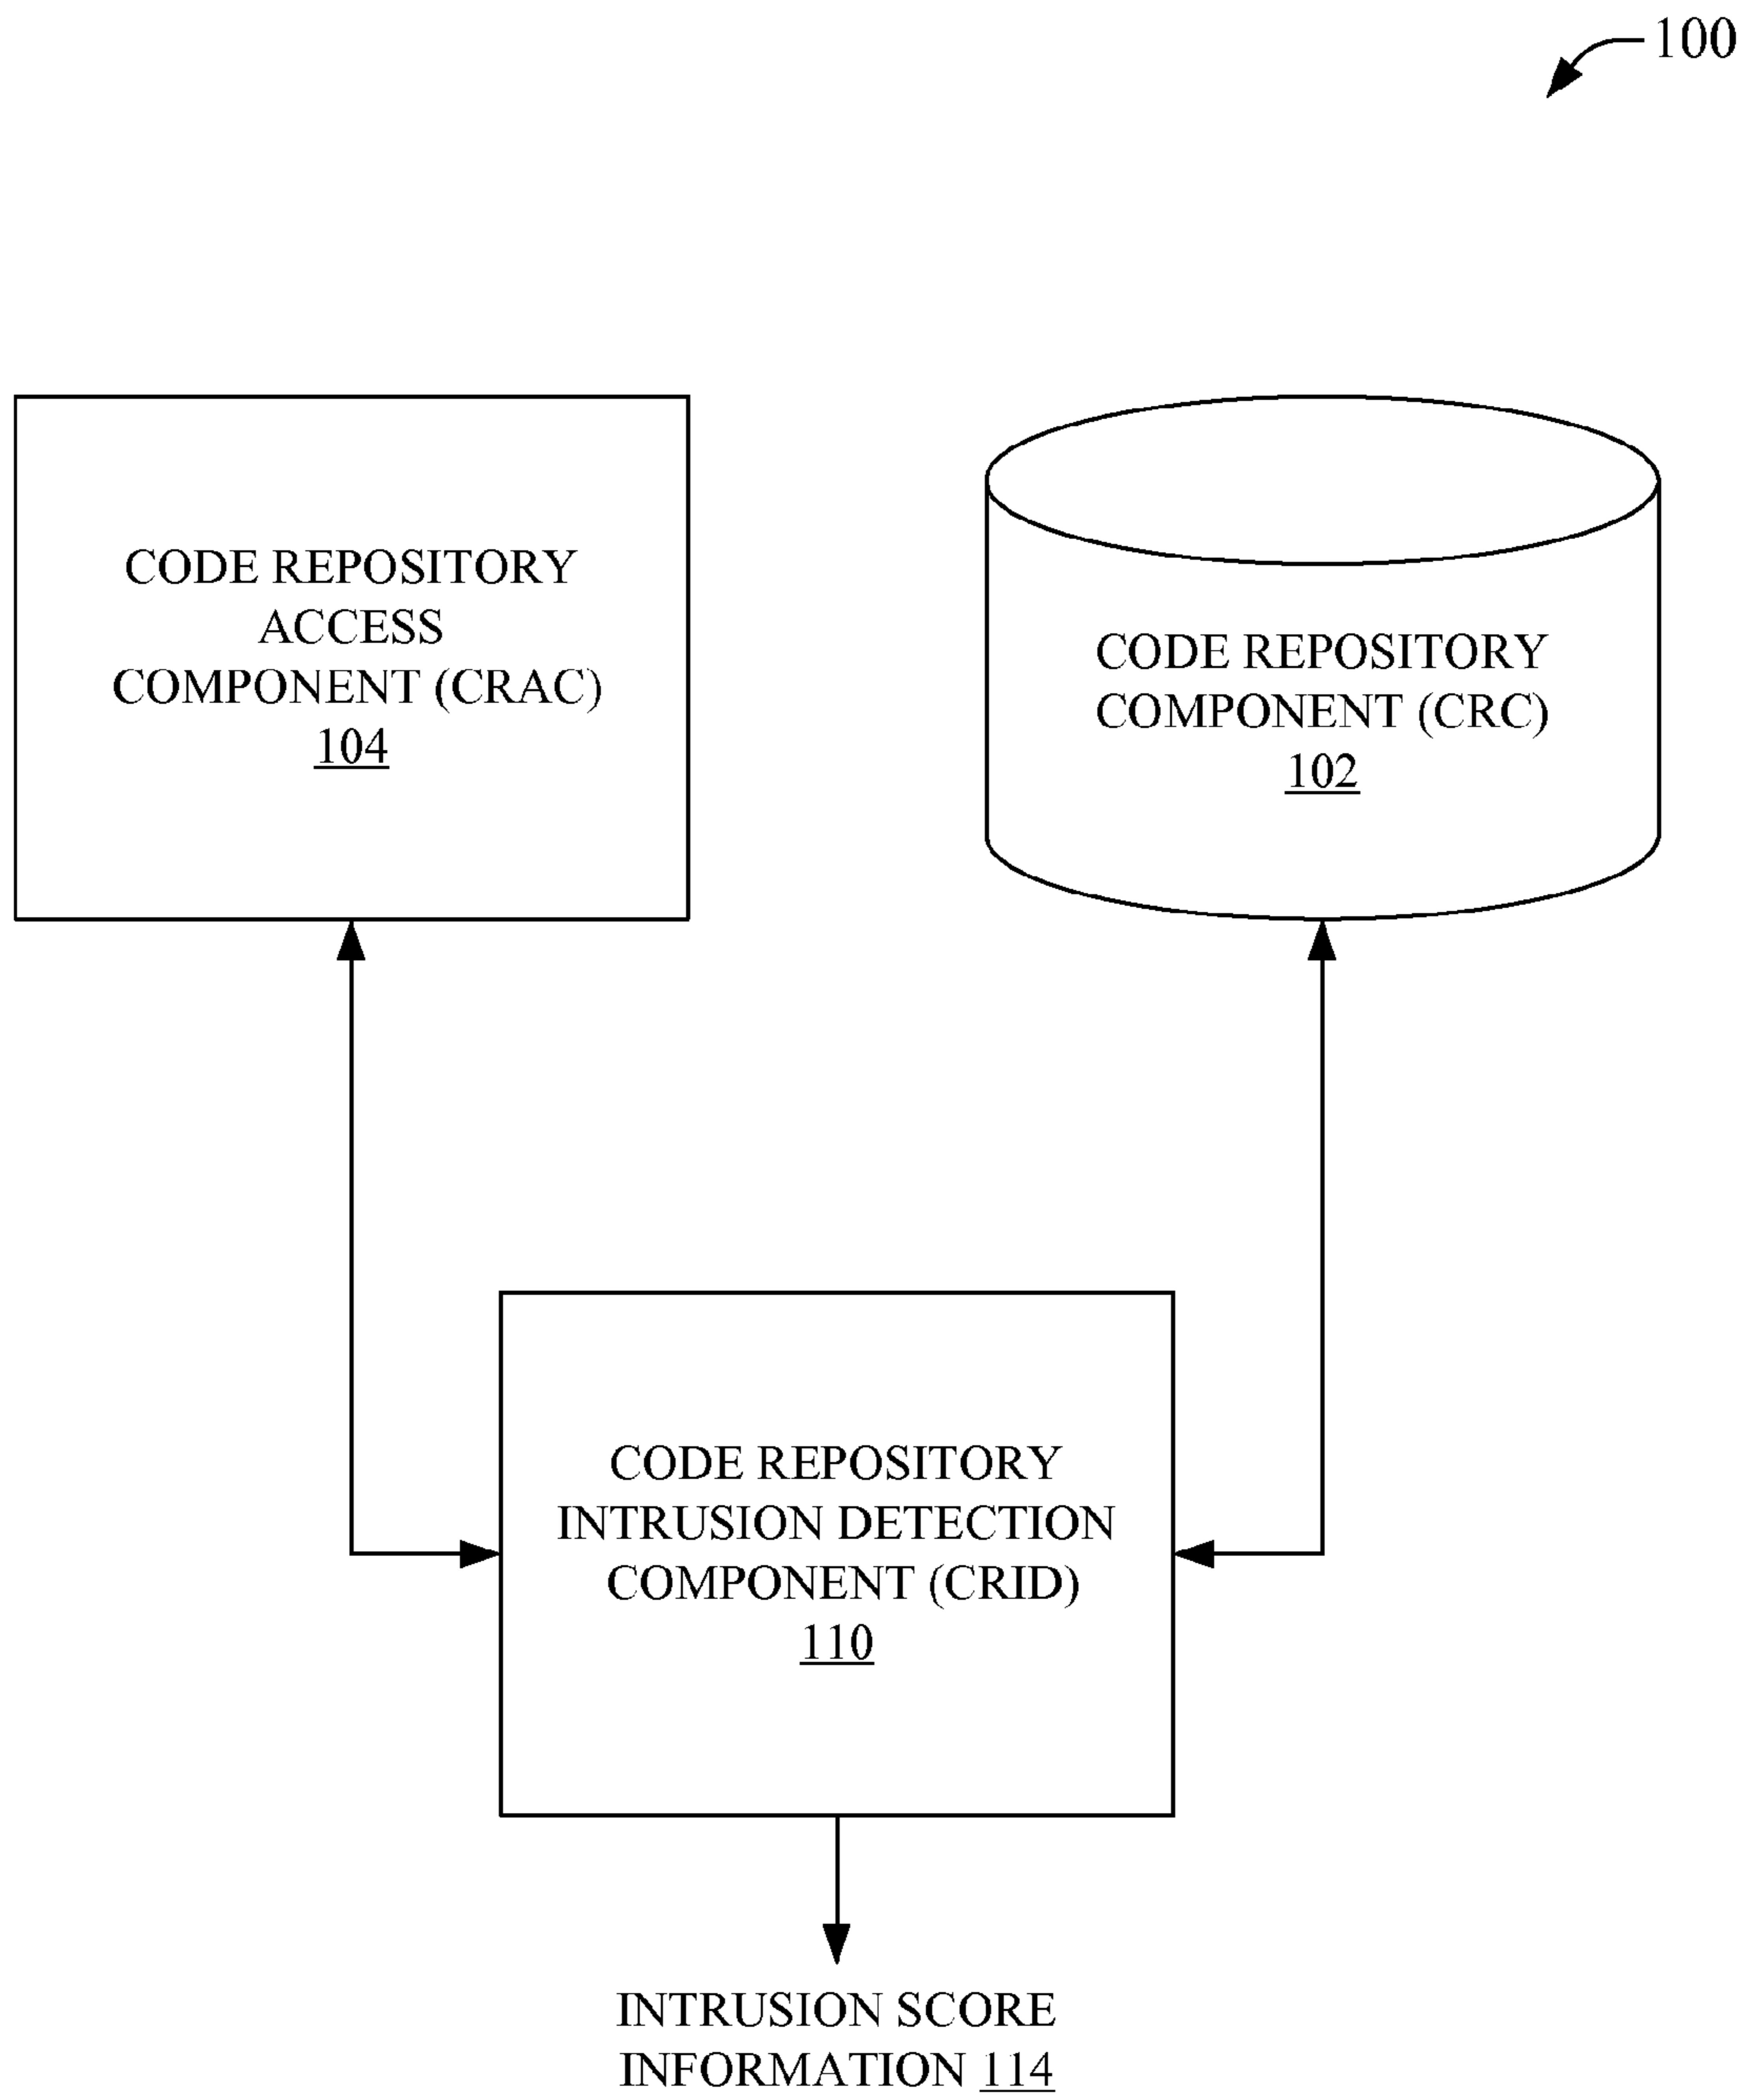 100
CODE REPOSITORY
ACCESS
COMPONENT (CRAC)
104
CODE REPOSITORY
COMPONENT (CRC)
102
CODE REPOSITORY
INTRUSION DETECTION
COMPONENT (CRID)
110
INTRUSION SCORE
INFORMATION 114